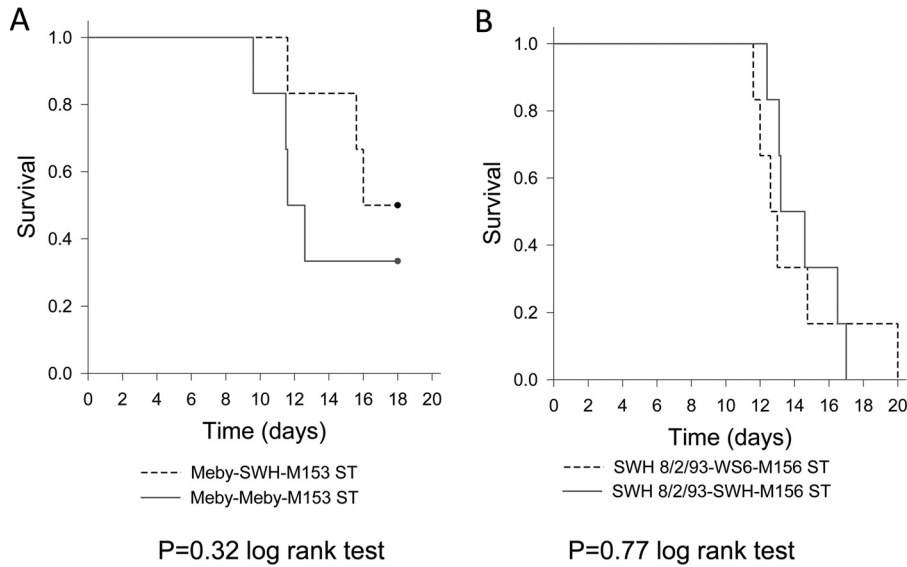 A
Survival
1.0
0.8
0.6
0.4
0.2
0.0
0 2 4 6 8 10 12 14 16 18 20
Time (days)
Meby-SWH-M153 ST
Meby-Meby-M153 ST
P=0.32 log rank test
B
Survival
1.0
0.8
0.6
0.4
0.2
0.0
0 2 4 6 8 10 12 14 16 18 20
Time (days)
SWH 8/2/93-WS6-M156 ST
SWH 8/2/93-SWH-M156 ST
P=0.77 log rank test